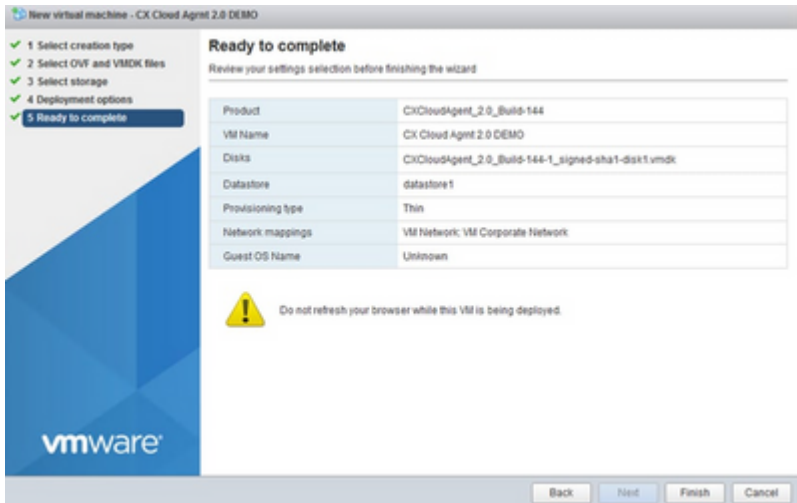 New virtual machine - CX Cloud Agrnt 2.0 DEMO
1 Select creation type
2 Select OVF and VMDK files
3 Select storage
4 Deployment options
5 Ready to complete
Ready to complete
Review your settings selection before finishing the wizard
Product CXCloudAgent_2.0_Build-144
VM Name CX Cloud Agrnt 2.0 DEMO
Disks CXCloudAgent_2.0_Build-144-1_signed-sha1-disk1.vmdk
Datastore datastore1
Provisioning type Thin
Network mappings VM Network: VM Corporate Network
Guest OS Name Unknown
Do not refresh your browser while this VM is being deployed.
vmware
Back Next Finish Cancel